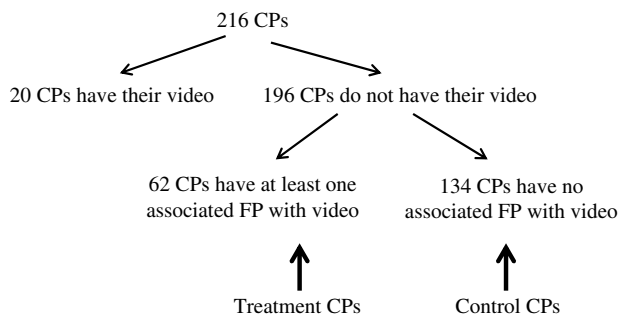 216 CPs
20 CPs have their video
196 CPs do not have their video
62 CPs have at least one
associated FP with video
134 CPs have no
associated FP with video
Treatment CPs
Control CPs